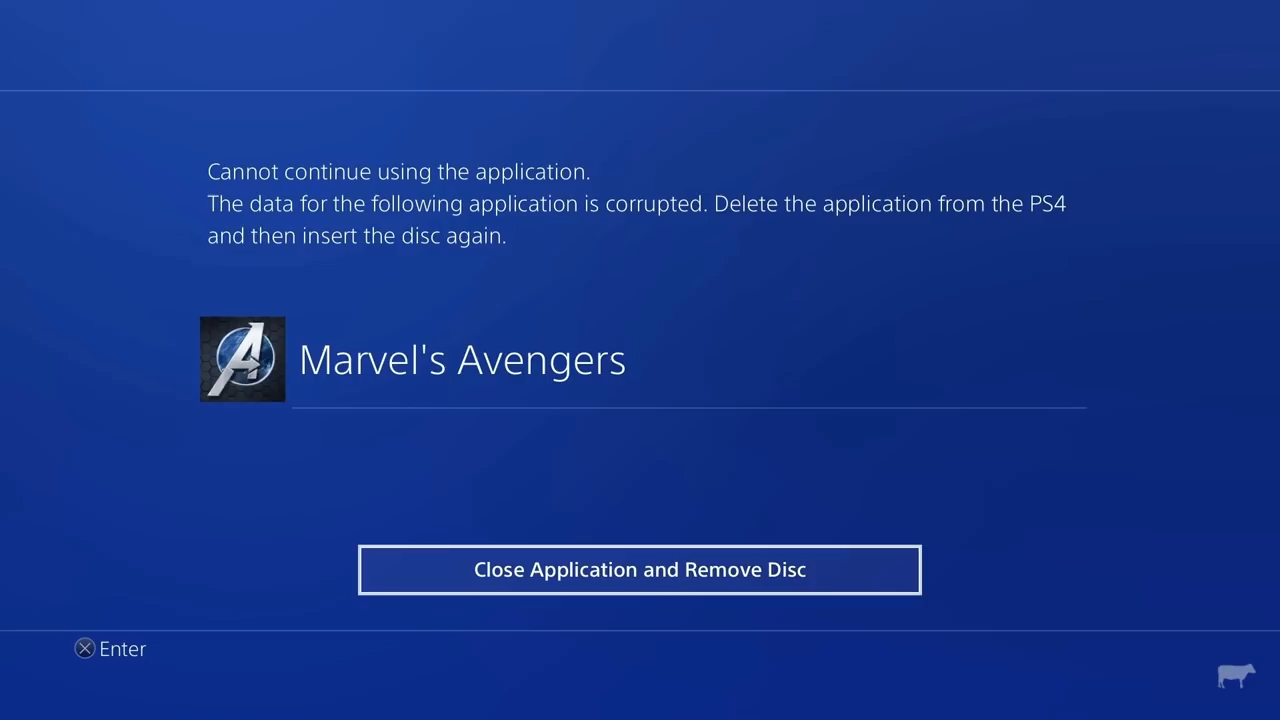 Cannot continue using the application.
The data for the following application is corrupted. Delete the application from the PS4
and then insert the disc again.
Marvel's Avengers
Close Application and Remove Disc
Enter